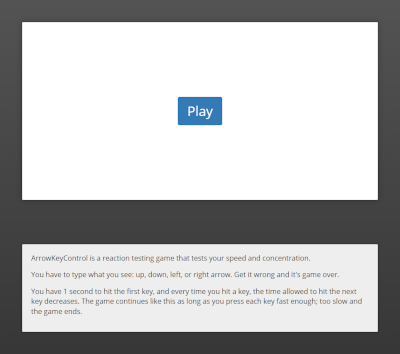 Play
ArrowKeyControl is a reaction testing game that tests your speed and concentration.
You have to type what you see: up, down, left, or right arrow. Get it wrong and it's game over.
You have 1 second to hit the first key, and every time you hit a key, the time allowed to hit the next
key decreases. The game continues like this as long as you press each key fast enough; too slow and
the game ends.